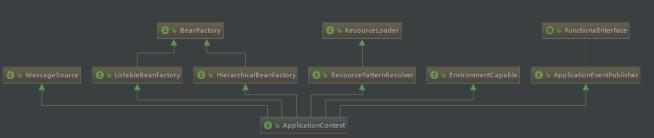 BeanFactory
ResourceLoader
FunctionalInterface
MessageSource
ListableBeanFactory
HierarchicalBeanFactory
ResourcePatternResolver
EnvironmentCapable
ApplicationEventPublisher
ApplicationContext